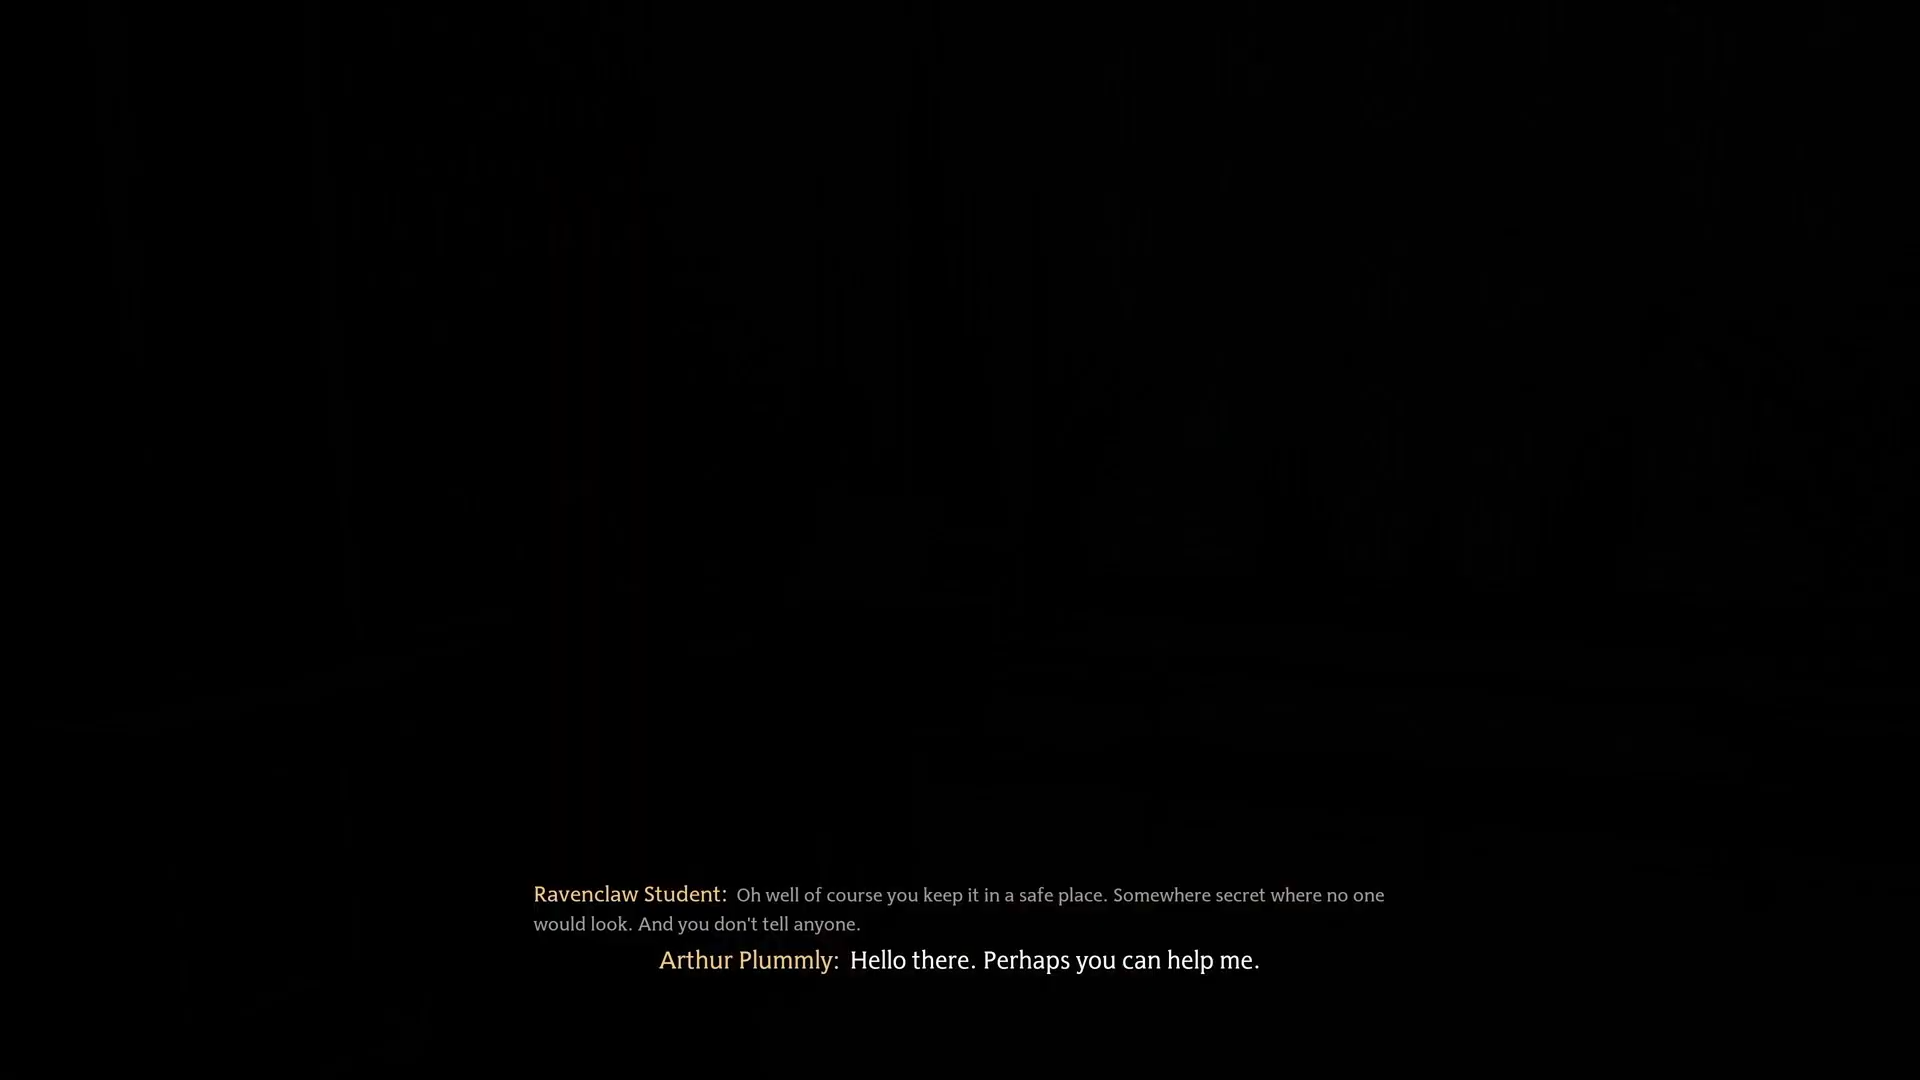 Ravenclaw Student: Oh well of course you keep it in a safe place. Somewhere secret where no one
would look. And you don't tell anyone.
Arthur Plummly: Hello there. Perhaps you can help me.